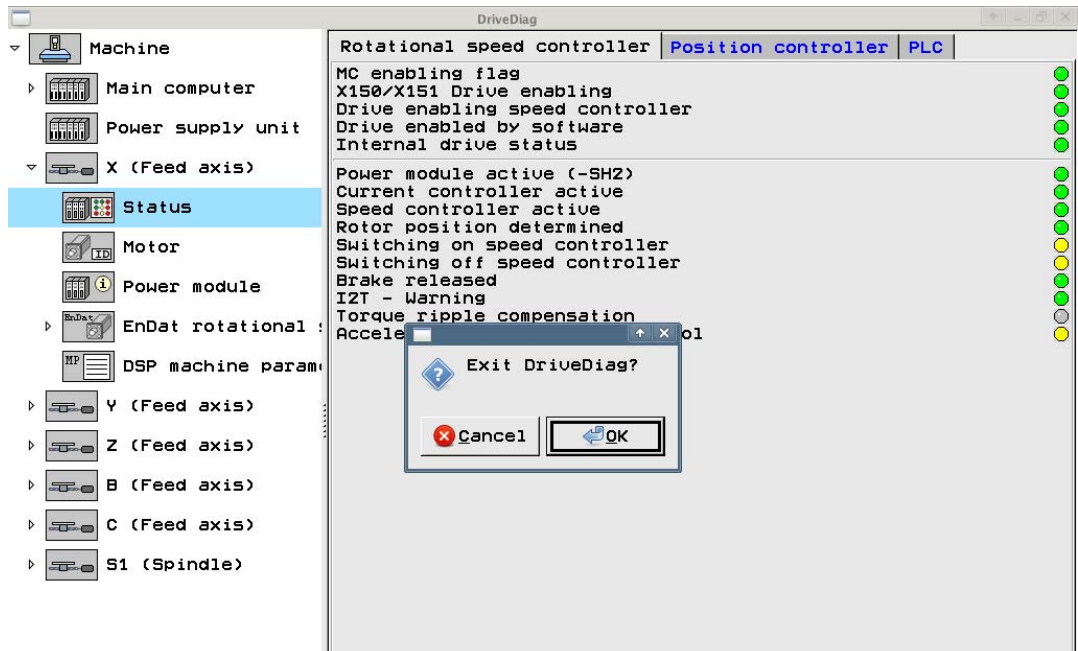 DriveDiag
Machine
Main computer
Power supply unit
X (Feed axis)
Status
Motor
ID
Power module
EnDat
EnDat rotational
MP
DSP machine param
Y (Feed axis)
Z (Feed axis)
B (Feed axis)
C (Feed axis)
S1 (Spindle)
Rotational speed controller
Position controller
PLC
MC enabling flag
X150/X151 Drive enabling
Drive enabling speed controller
Drive enabled by software
Internal drive status
Power module active (-SH2)
Current controller active
Speed controller active
Rotor position determined
Switching on speed controller
Switching off speed controller
Brake released
I2T - Warning
Torque ripple compensation
Accele ol
Exit DriveDiag?
Cancel
OK